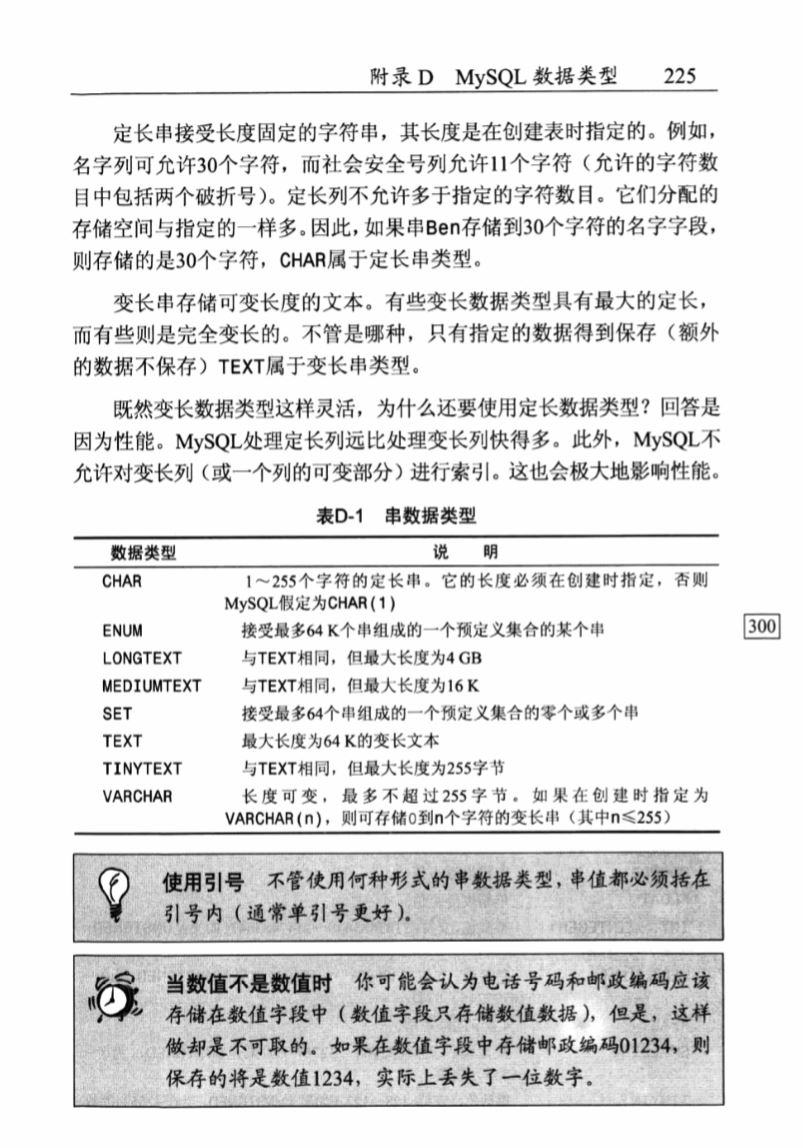 附录 D MySQL 数据类型 225
定长串接受长度固定的字符串，其长度是在创建表时指定的。例如，
名字列可允许30个字符，而社会安全号列允许11个字符（允许的字符数
目中包括两个破折号）。定长列不允许多于指定的字符数目。它们分配的
存储空间与指定的一样多。因此，如果串Ben存储到30个字符的名字字段，
则存储的是30个字符，CHAR属于定长串类型。
变长串存储可变长度的文本。有些变长数据类型具有最大的定长，
而有些则是完全变长的。不管是哪种，只有指定的数据得到保存（额外
的数据不保存）TEXT属于变长串类型。
既然变长数据类型这样灵活，为什么还要使用定长数据类型？回答是
因为性能。MySQL处理定长列远比处理变长列快得多。此外，MySQL不
允许对变长列（或一个列的可变部分）进行索引。这也会极大地影响性能。
表D-1 串数据类型
数据类型 说 明
CHAR 1～255个字符的定长串。它的长度必须在创建时指定，否则
MySQL假定为CHAR(1)
ENUM 接受最多64 K个串组成的一个预定义集合的某个串
300
LONGTEXT 与TEXT相同，但最大长度为4 GB
MEDIUMTEXT 与TEXT相同，但最大长度为16 K
SET 接受最多64个串组成的一个预定义集合的零个或多个串
TEXT 最大长度为64 K的变长文本
TINYTEXT 与TEXT相同，但最大长度为255字节
VARCHAR 长度可变，最多不超过255字节。如果在创建时指定为
VARCHAR(n)，则可存储0到n个字符的变长串（其中n≤255）
使用引号 不管使用何种形式的串数据类型，串值都必须括在
引号内（通常单引号更好）。
当数值不是数值时 你可能会认为电话号码和邮政编码应该
存储在数值字段中（数值字段只存储数值数据），但是，这样
做却是不可取的。如果在数值字段中存储邮政编码01234，则
保存的将是数值1234，实际上丢失了一位数字。